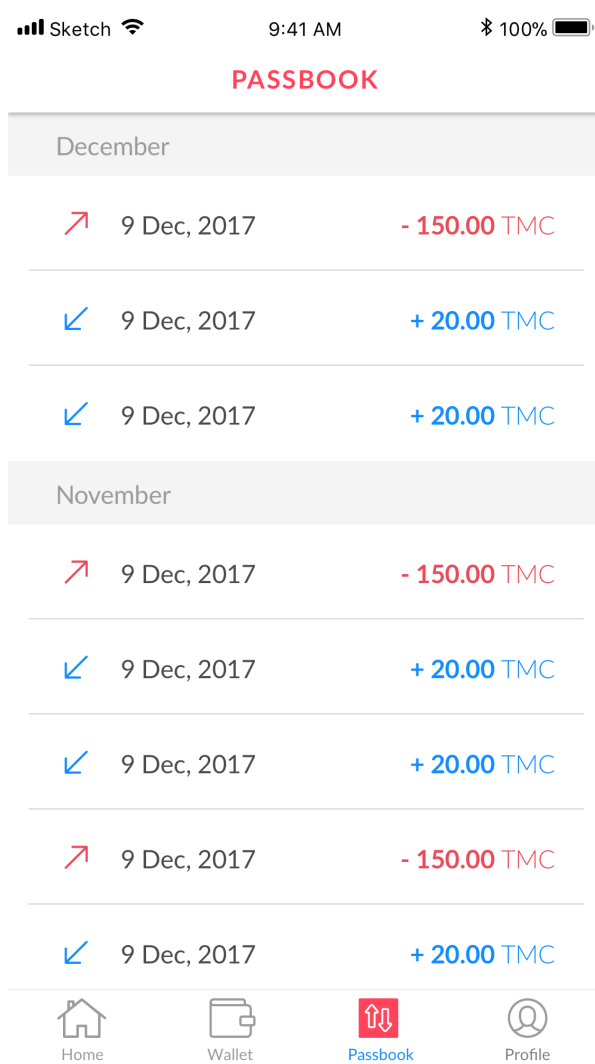 Sketch 9:41 AM 100%
PASSBOOK
December
9 Dec, 2017 - 150.00 TMC
9 Dec, 2017 + 20.00 TMC
9 Dec, 2017 + 20.00 TMC
November
9 Dec, 2017 - 150.00 TMC
9 Dec, 2017 + 20.00 TMC
9 Dec, 2017 + 20.00 TMC
9 Dec, 2017 - 150.00 TMC
9 Dec, 2017 + 20.00 TMC
Home Wallet Passbook Profile